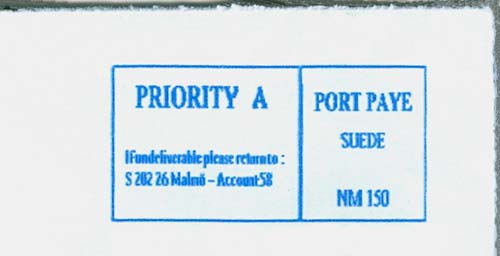 PRIORITY A
If undeliverable please return to :
S 202 26 Malmö – Account 58
PORT PAYE
SUEDE
NM 150